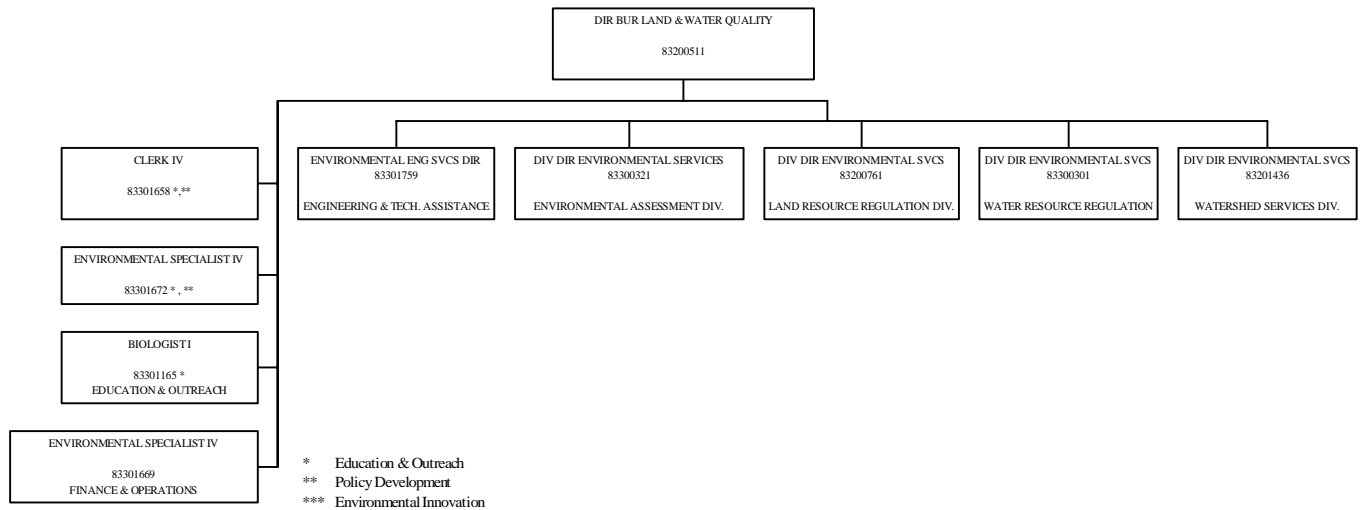 DIR BUR LAND & WATER QUALITY
83200511
CLERK IV
83301658 *,**
ENVIRONMENTAL SPECIALIST IV
83301672 * , **
BIOLOGIST I
83301165 *
EDUCATION & OUTREACH
ENVIRONMENTAL SPECIALIST IV
83301669
FINANCE & OPERATIONS
ENVIRONMENTAL ENG SVCS DIR
83301759
ENGINEERING & TECH. ASSISTANCE
DIV DIR ENVIRONMENTAL SERVICES
83300321
ENVIRONMENTAL ASSESSMENT DIV.
DIV DIR ENVIRONMENTAL SVCS
83200761
LAND RESOURCE REGULATION DIV.
DIV DIR ENVIRONMENTAL SVCS
83300301
WATER RESOURCE REGULATION
DIV DIR ENVIRONMENTAL SVCS
83201436
WATERSHED SERVICES DIV.
* Education & Outreach
** Policy Development
*** Environmental Innovation